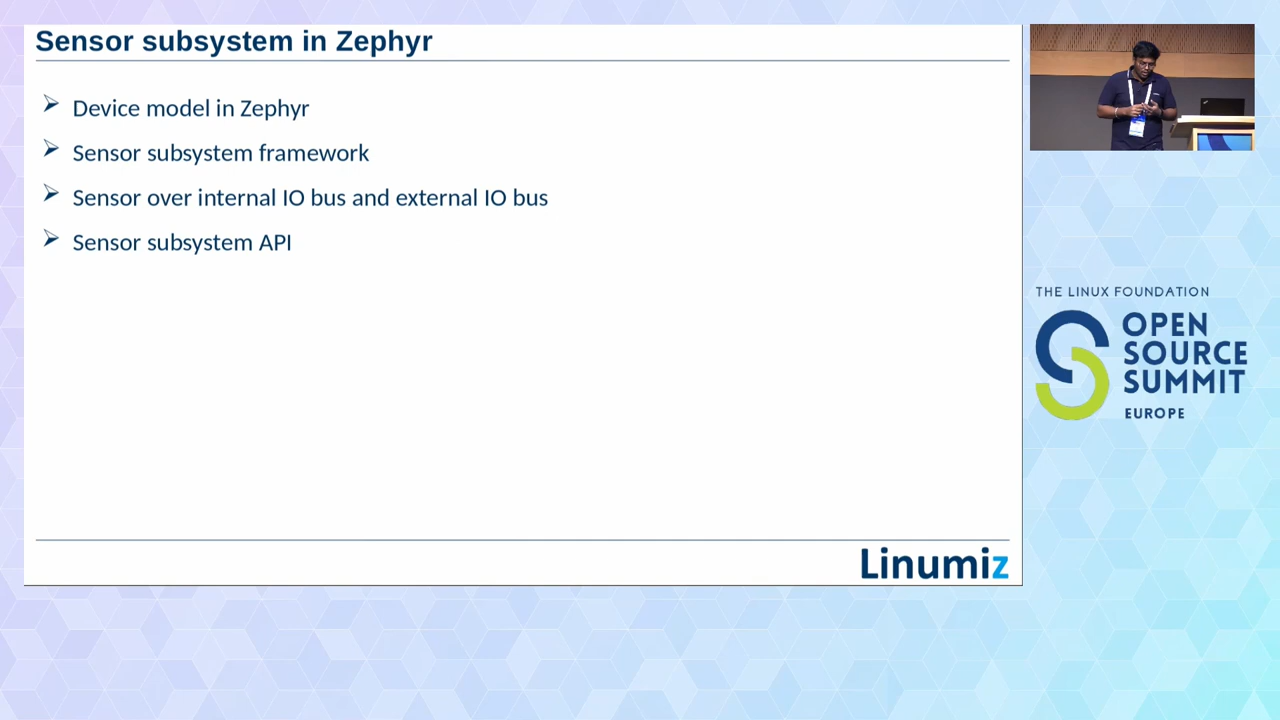 Sensor subsystem in Zephyr
Device model in Zephyr
Sensor subsystem framework
Sensor over internal IO bus and external IO bus
Sensor subsystem API
Linumiz
THE LINUX FOUNDATION
OPEN
SOURCE
SUMMIT
EUROPE